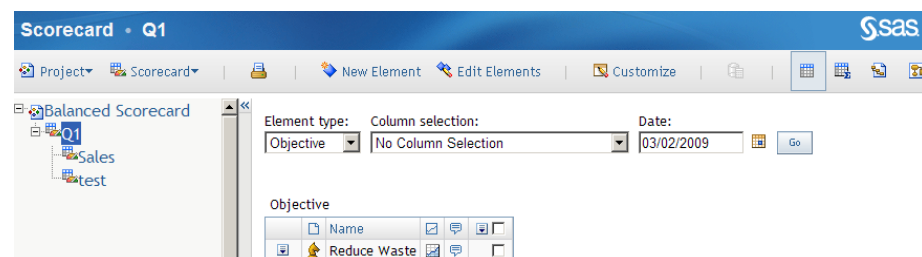 Scorecard • Q1 sas
Project Scorecard New Element Edit Elements Customize
Balanced Scorecard
Q1
Sales
test
Element type: Column selection: Date:
Objective No Column Selection 03/02/2009 Go
Objective
Name
Reduce Waste